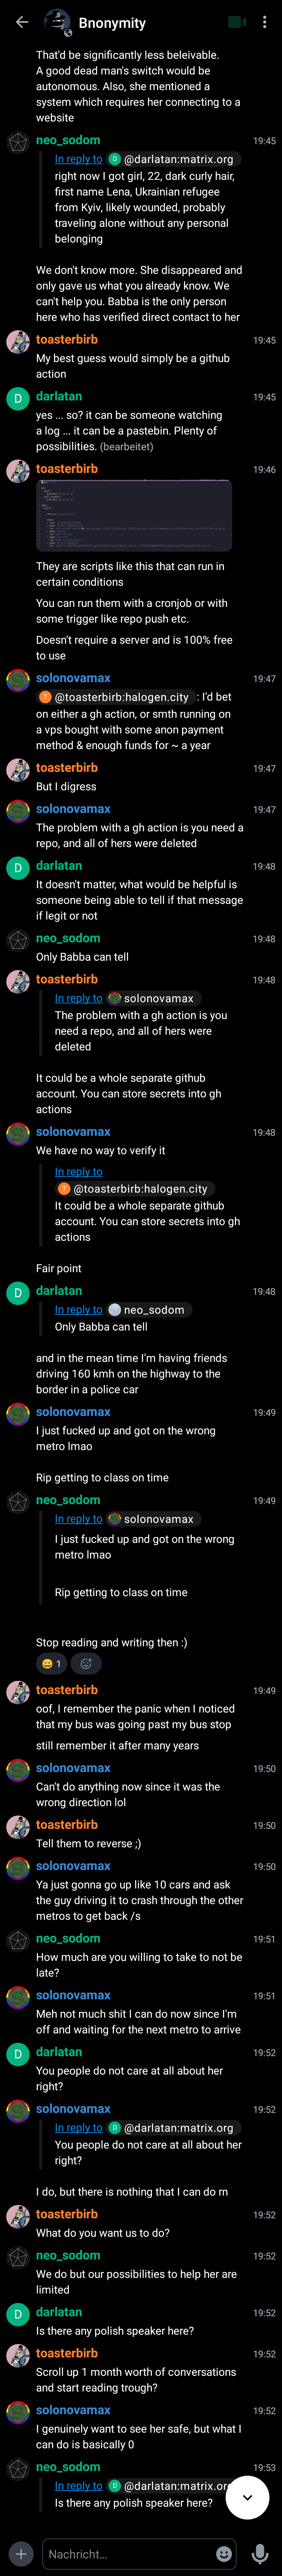 Bnonymity
That'd be significantly less beleivable.
A good dead man's switch would be
autonomous. Also, she mentioned a
system which requires her connecting to a
website
neo_sodom 19:45
In reply to D @darlatan:matrix.org
right now I got girl, 22, dark curly hair,
first name Lena, Ukrainian refugee
from Kyiv, likely wounded, probably
traveling alone without any personal
belonging
We don't know more. She disappeared and
only gave us what you already know. We
can't help you. Babba is the only person
here who has verified direct contact to her
toasterbirb 19:45
My best guess would simply be a github
action
D darlatan 19:45
yes ... so? it can be someone watching
a log ... it can be a pastebin. Plenty of
possibilities. (bearbeitet)
toasterbirb 19:46
They are scripts like this that can run in
certain conditions
You can run them with a cronjob or with
some trigger like repo push etc.
Doesn't require a server and is 100% free
to use
solonovamax 19:47
T @toasterbirb:halogen.city : I'd bet
on either a gh action, or smth running on
a vps bought with some anon payment
method & enough funds for ~ a year
toasterbirb 19:47
But I digress
solonovamax 19:47
The problem with a gh action is you need a
repo, and all of hers were deleted
D darlatan 19:48
It doesn't matter, what would be helpful is
someone being able to tell if that message
if legit or not
neo_sodom 19:48
Only Babba can tell
toasterbirb 19:48
In reply to solonovamax
The problem with a gh action is you
need a repo, and all of hers were
deleted
It could be a whole separate github
account. You can store secrets into gh
actions
solonovamax 19:48
We have no way to verify it
In reply to
T @toasterbirb:halogen.city
It could be a whole separate github
account. You can store secrets into gh
actions
Fair point
D darlatan 19:48
In reply to neo_sodom
Only Babba can tell
and in the mean time I'm having friends
driving 160 kmh on the highway to the
border in a police car
solonovamax 19:49
I just fucked up and got on the wrong
metro lmao
Rip getting to class on time
neo_sodom 19:49
In reply to solonovamax
I just fucked up and got on the wrong
metro lmao
Rip getting to class on time
Stop reading and writing then :)
😄 1
toasterbirb 19:49
oof, I remember the panic when I noticed
that my bus was going past my bus stop
still remember it after many years
solonovamax 19:50
Can't do anything now since it was the
wrong direction lol
toasterbirb 19:50
Tell them to reverse ;)
solonovamax 19:50
Ya just gonna go up like 10 cars and ask
the guy driving it to crash through the other
metros to get back /s
neo_sodom 19:51
How much are you willing to take to not be
late?
solonovamax 19:51
Meh not much shit I can do now since I'm
off and waiting for the next metro to arrive
D darlatan 19:52
You people do not care at all about her
right?
solonovamax 19:52
In reply to D @darlatan:matrix.org
You people do not care at all about her
right?
I do, but there is nothing that I can do rn
toasterbirb 19:52
What do you want us to do?
neo_sodom 19:52
We do but our possibilities to help her are
limited
D darlatan 19:52
Is there any polish speaker here?
toasterbirb 19:52
Scroll up 1 month worth of conversations
and start reading trough?
solonovamax 19:52
I genuinely want to see her safe, but what I
can do is basically 0
neo_sodom 19:53
In reply to D @darlatan:matrix.or
Is there any polish speaker here?
Nachricht...